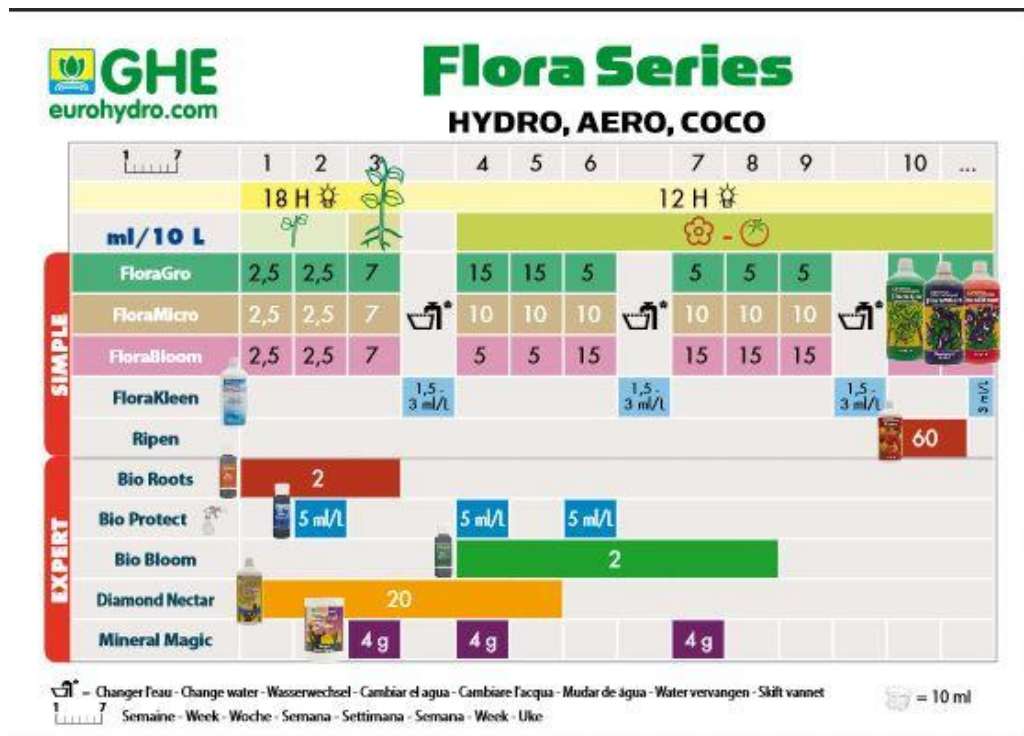 GHE
eurohydro.com
Flora Series
HYDRO, AERO, COCO
1 7 1 2 3 4 5 6 7 8 9 10 ...
18 H 12 H
ml/10 L
SIMPLE
FloraGro 2,5 2,5 7 15 15 5 5 5 5
FloraMicro 2,5 2,5 7 * 10 10 10 * 10 10 10 *
FloraBloom 2,5 2,5 7 5 5 15 15 15 15
FloraKleen 1,5 - 3 ml/L 1,5 - 3 ml/L 1,5 - 3 ml/L 3 ml/L
Ripen 60
EXPERT
Bio Roots 2
Bio Protect 5 ml/L 5 ml/L 5 ml/L
Bio Bloom 2
Diamond Nectar 20
Mineral Magic 4 g 4 g 4 g
* = Changer l'eau - Change water - Wasserwechsel - Cambiar el agua - Cambiare l'acqua - Mudar de água - Water vervangen - Skift vannet
1 7 Semaine - Week - Woche - Semana - Settimana - Semana - Week - Uke
= 10 ml